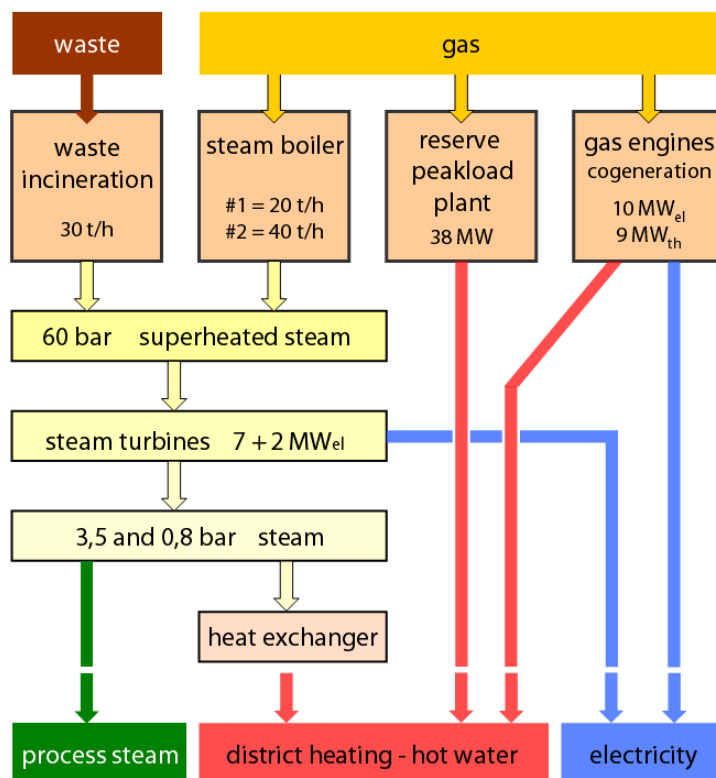 waste
gas
waste
incineration
30 t/h
steam boiler
#1 = 20 t/h
#2 = 40 t/h
reserve
peakload
plant
38 MW
gas engines
cogeneration
10 MWel
9 MWth
60 bar superheated steam
steam turbines 7 + 2 MWel
3,5 and 0,8 bar steam
heat exchanger
process steam
district heating - hot water
electricity